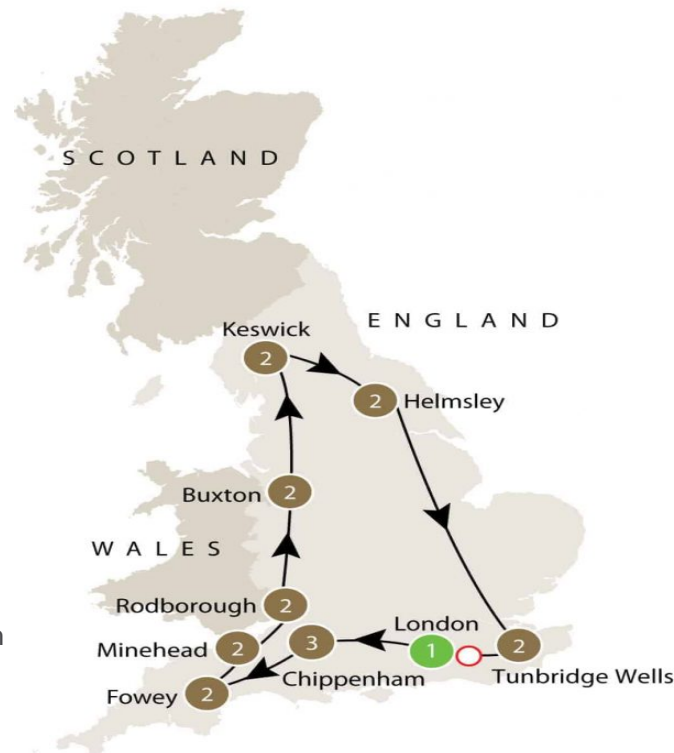 SCOTLAND
ENGLAND
Keswick
2
2
Helmsley
Buxton
2
WALES
Rodborough
2
London
Minehead
2
3
1
2
Chippenham
Tunbridge Wells
Fowey
2